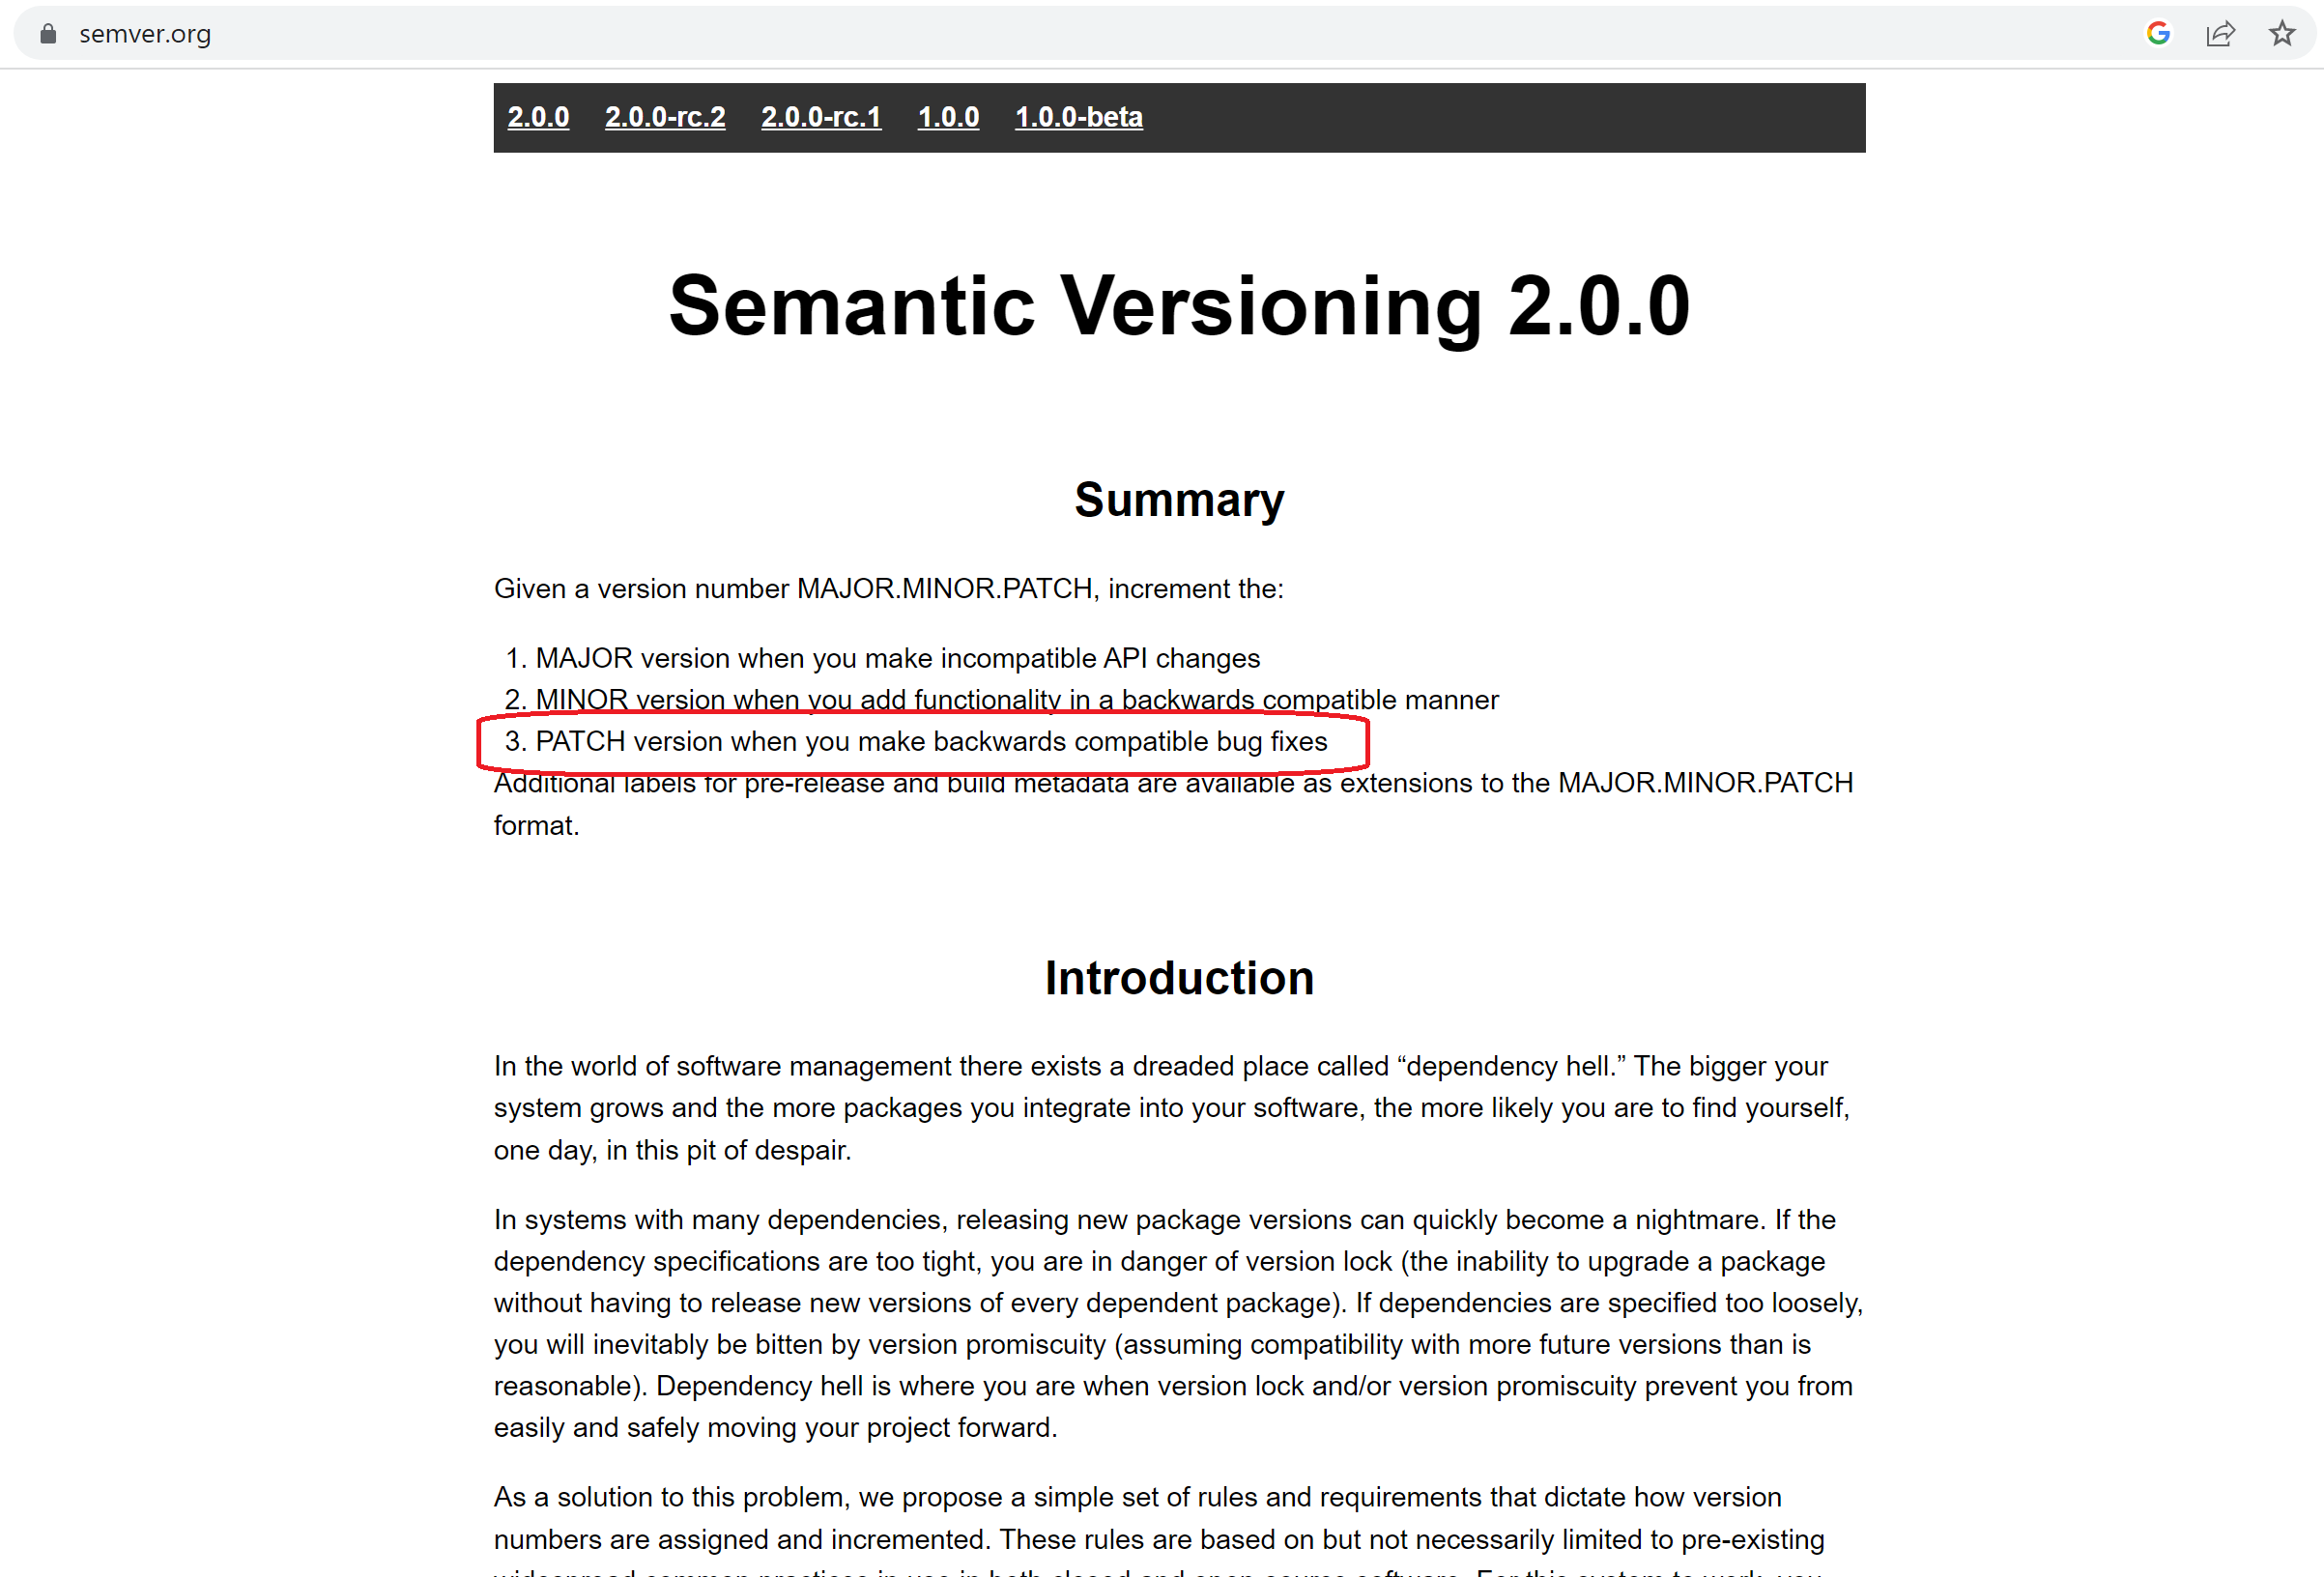 semver.org
2.0.0 2.0.0-rc.2 2.0.0-rc.1 1.0.0 1.0.0-beta
Semantic Versioning 2.0.0
Summary
Given a version number MAJOR.MINOR.PATCH, increment the:
1. MAJOR version when you make incompatible API changes
2. MINOR version when you add functionality in a backwards compatible manner
3. PATCH version when you make backwards compatible bug fixes
Additional labels for pre-release and build metadata are available as extensions to the MAJOR.MINOR.PATCH
format.
Introduction
In the world of software management there exists a dreaded place called “dependency hell.” The bigger your
system grows and the more packages you integrate into your software, the more likely you are to find yourself,
one day, in this pit of despair.
In systems with many dependencies, releasing new package versions can quickly become a nightmare. If the
dependency specifications are too tight, you are in danger of version lock (the inability to upgrade a package
without having to release new versions of every dependent package). If dependencies are specified too loosely,
you will inevitably be bitten by version promiscuity (assuming compatibility with more future versions than is
reasonable). Dependency hell is where you are when version lock and/or version promiscuity prevent you from
easily and safely moving your project forward.
As a solution to this problem, we propose a simple set of rules and requirements that dictate how version
numbers are assigned and incremented. These rules are based on but not necessarily limited to pre-existing